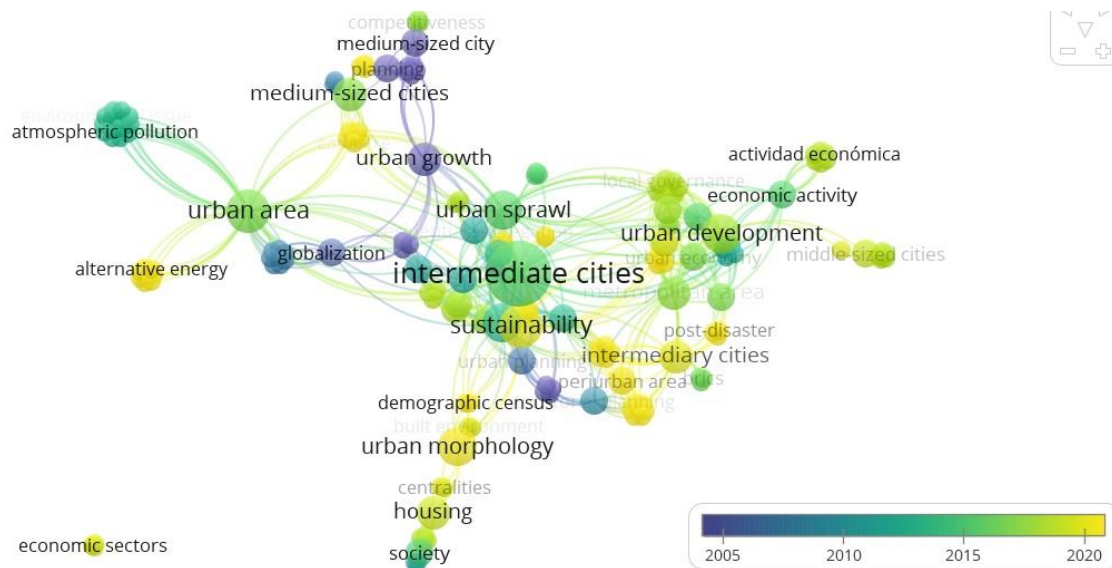 competitiveness
medium-sized city
planning
medium-sized cities
atmospheric pollution
urban growth
actividad económica
local governance
economic activity
urban area
urban sprawl
urban development
globalization
middle-sized cities
urban economy
alternative energy
intermediate cities
metropolitan area
sustainability
post-disaster
urban planning
intermediary cities
periurban area
brics
demographic census
built environment
urban morphology
centralities
housing
economic sectors
society
2005
2010
2015
2020